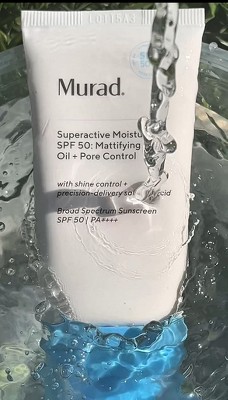 Murad.
Superactive Moistu
SPF 50: Mattifying
Oil + Pore Control
with shine control +
precision-delivery
Broad Spectrum Sunscreen
SPF 50 | PA++++